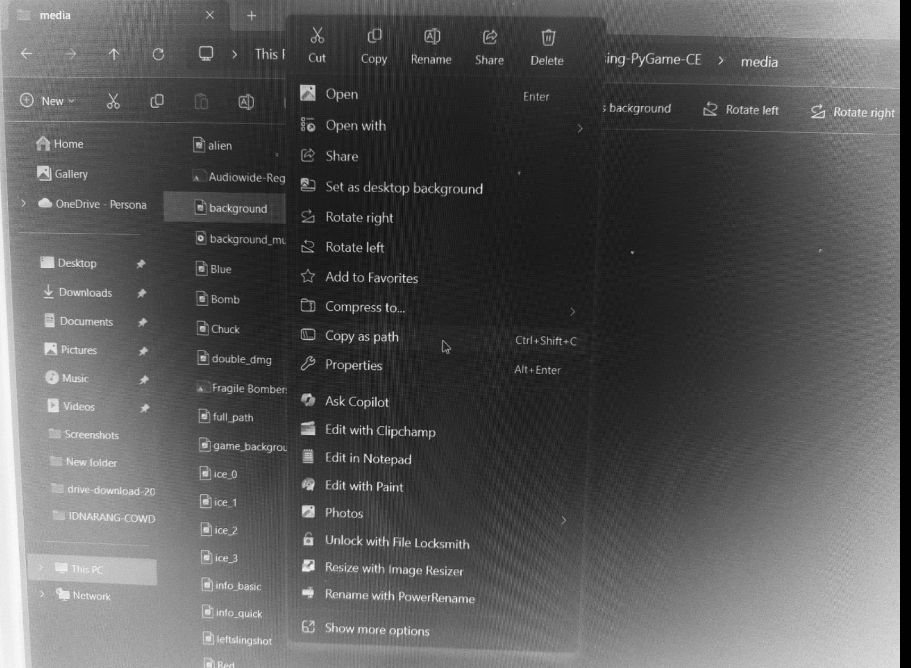 media
This P
ing-PyGame-CE > media
New
s background
Rotate left
Rotate right
Home
Gallery
OneDrive - Persona
Desktop
Downloads
Documents
Pictures
Music
Videos
Screenshots
New folder
drive-download-20
IDNARANG-COWD
This PC
Network
alien
Audiowide-Reg
background
background_mu
Blue
Bomb
Chuck
double_dmg
Fragile Bombers
full_path
game_backgrou
ice_0
ice_1
ice_2
ice_3
info_basic
info_quick
leftslingshot
Red
Cut Copy Rename Share Delete
Open Enter
Open with
Share
Set as desktop background
Rotate right
Rotate left
Add to Favorites
Compress to...
Copy as path Ctrl+Shift+C
Properties Alt+Enter
Ask Copilot
Edit with Clipchamp
Edit in Notepad
Edit with Paint
Photos
Unlock with File Locksmith
Resize with Image Resizer
Rename with PowerRename
Show more options